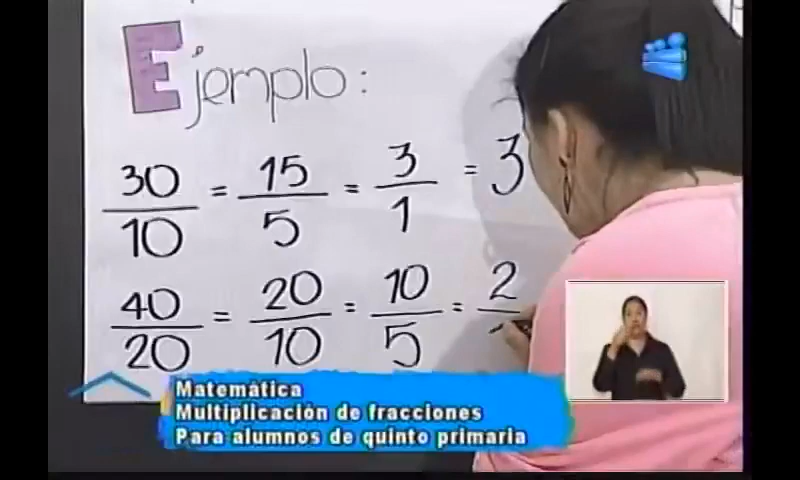 Ejemplo:
30/10 = 15/5 = 3/1 = 3
40/20 = 20/10 = 10/5 = 2/
Matemática
Multiplicación de fracciones
Para alumnos de quinto primaria